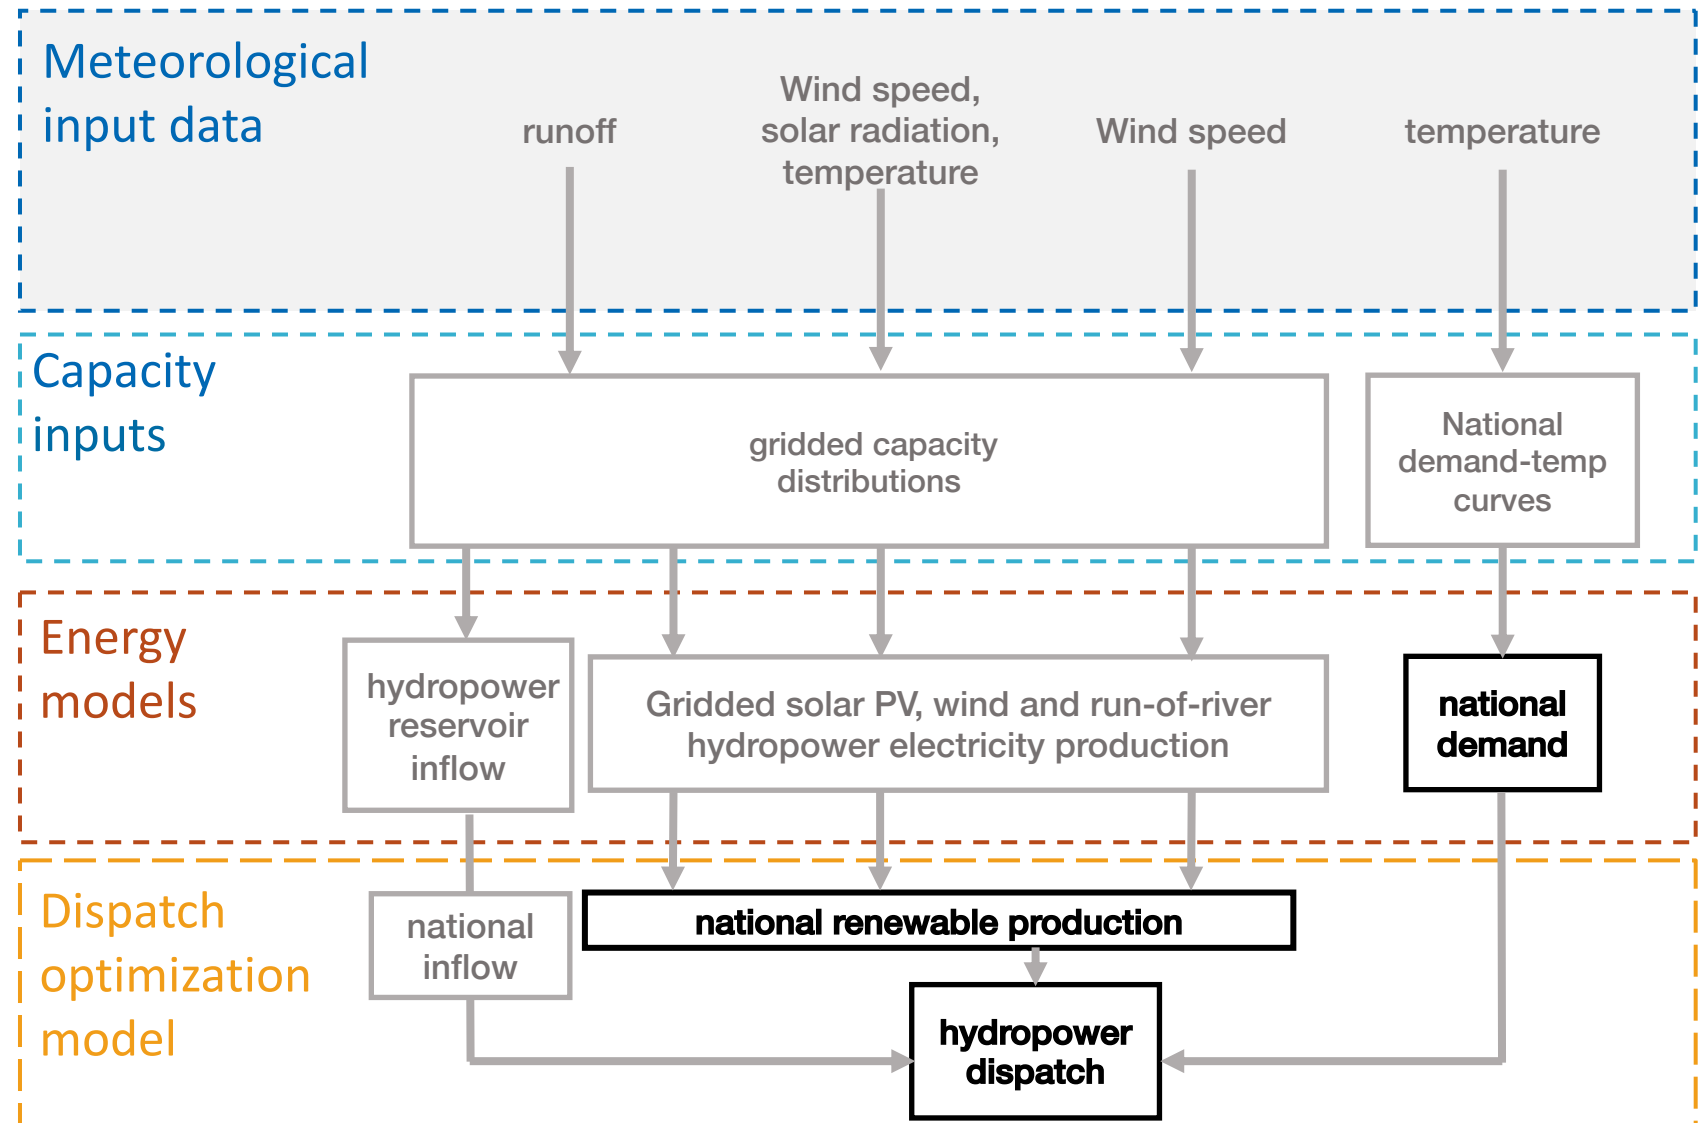 Meteorological
input data
runoff
Wind speed,
solar radiation,
temperature
Wind speed
temperature
Capacity
inputs
gridded capacity
distributions
National
demand-temp
curves
Energy
models
hydropower
reservoir
inflow
Gridded solar PV, wind and run-of-river
hydropower electricity production
national
demand
Dispatch
optimization
model
national
inflow
national renewable production
hydropower
dispatch